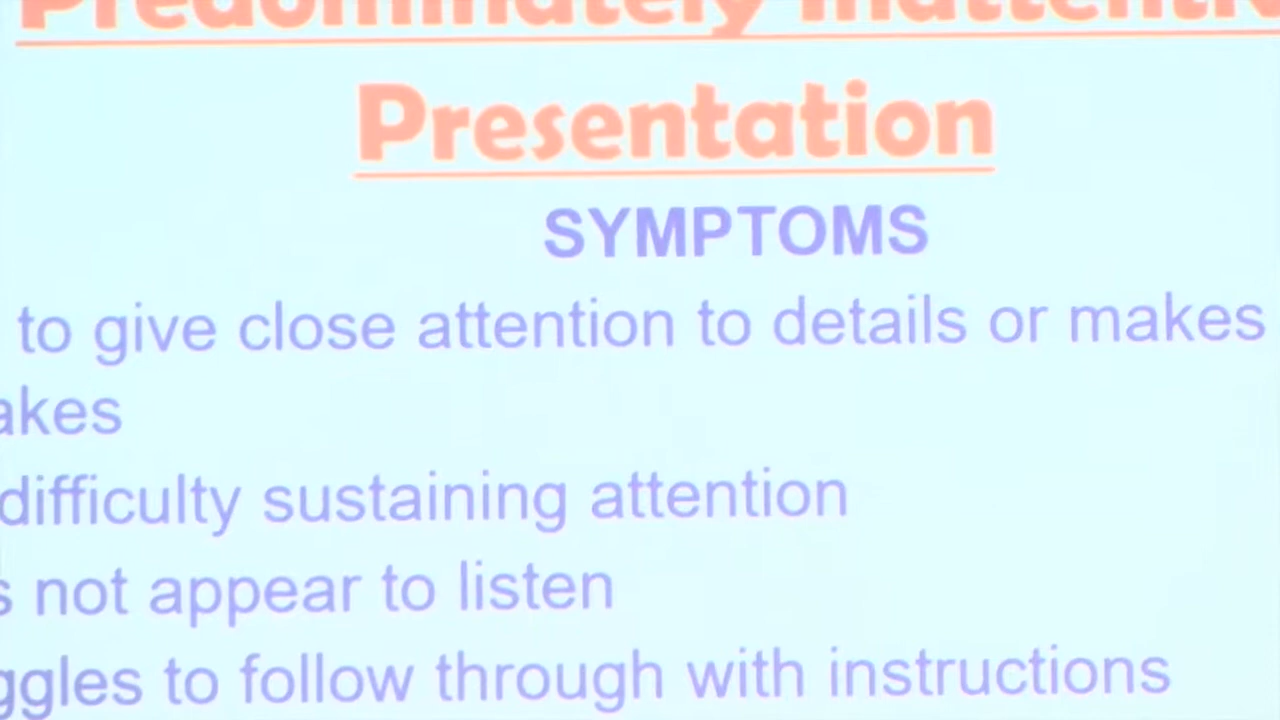 Predominately Inattentiv
Presentation
SYMPTOMS
to give close attention to details or makes
akes
difficulty sustaining attention
s not appear to listen
ggles to follow through with instructions